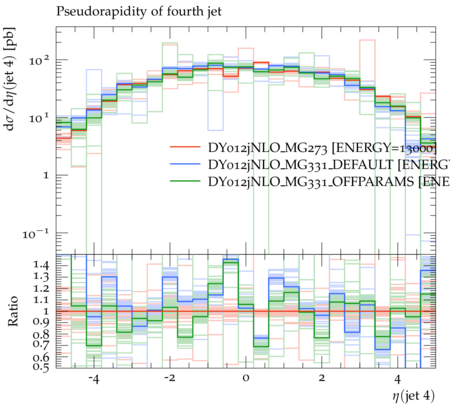 Pseudorapidity of fourth jet
dσ/dη(jet 4) [pb]
10²
10¹
1
10⁻¹
DY012jNLO_MG273 [ENERGY=13000]
DY012jNLO_MG331_DEFAULT [ENERGY
DY012jNLO_MG331_OFFPARAMS [ENE
Ratio
1.4
1.3
1.2
1.1
1
0.9
0.8
0.7
0.6
0.5
-4 -2 0 2 4
η(jet 4)